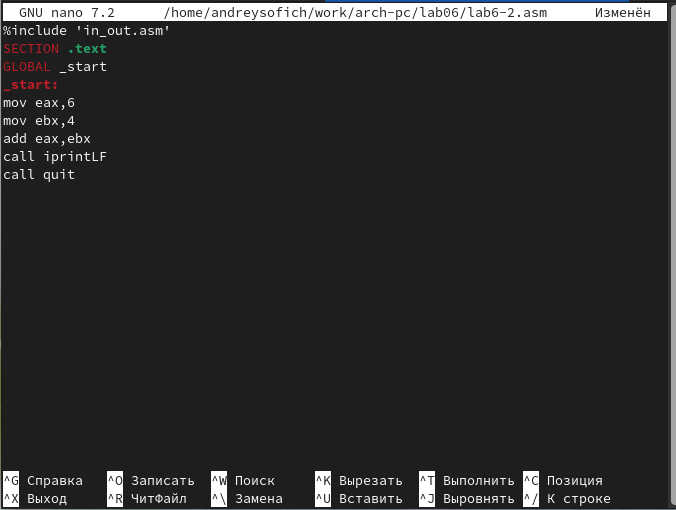 GNU nano 7.2 /home/andreysofich/work/arch-pc/lab06/lab6-2.asm Изменён
%include 'in_out.asm'
SECTION .text
GLOBAL _start
_start:
mov eax,6
mov ebx,4
add eax,ebx
call iprintLF
call quit
^G Справка ^O Записать ^W Поиск ^K Вырезать ^T Выполнить ^C Позиция
^X Выход ^R ЧитФайл ^\ Замена ^U Вставить ^J Выровнять ^/ К строке